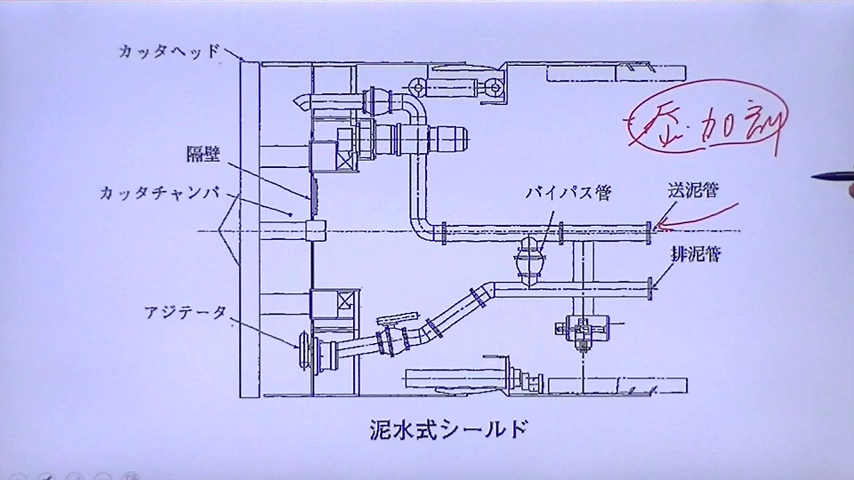 カッタヘッド
隔壁
カッタチャンバ
バイパス管
送泥管
排泥管
アジテータ
泥水式シールド